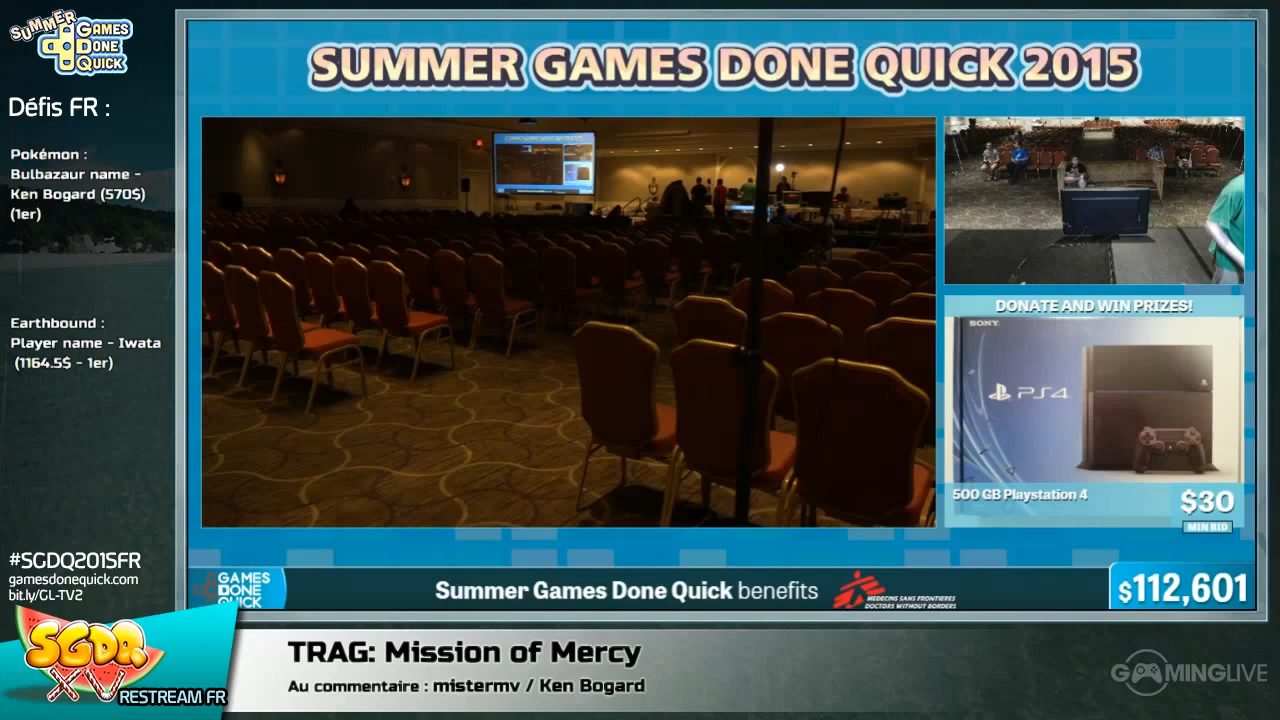 SUMMER
GAMES
DONE
QUICK
Défis FR :
Pokémon :
Bulbazaur name -
Ken Bogard (570$)
(1er)
Earthbound :
Player name - Iwata
(1164.5$ - 1er)
#SGDQ2015FR
gamesdonequick.com
bit.ly/GL-TV2
SGDQ
XV
RESTREAM FR
SUMMER GAMES DONE QUICK 2015
DONATE AND WIN PRIZES!
SONY
PS4
500 GB Playstation 4
$30
MIN BID
GAMES
DONE
QUICK
Summer Games Done Quick benefits
MEDECINS SANS FRONTIERES
DOCTORS WITHOUT BORDERS
$112,601
TRAG: Mission of Mercy
Au commentaire : mistermv / Ken Bogard
GAMINGLIVE